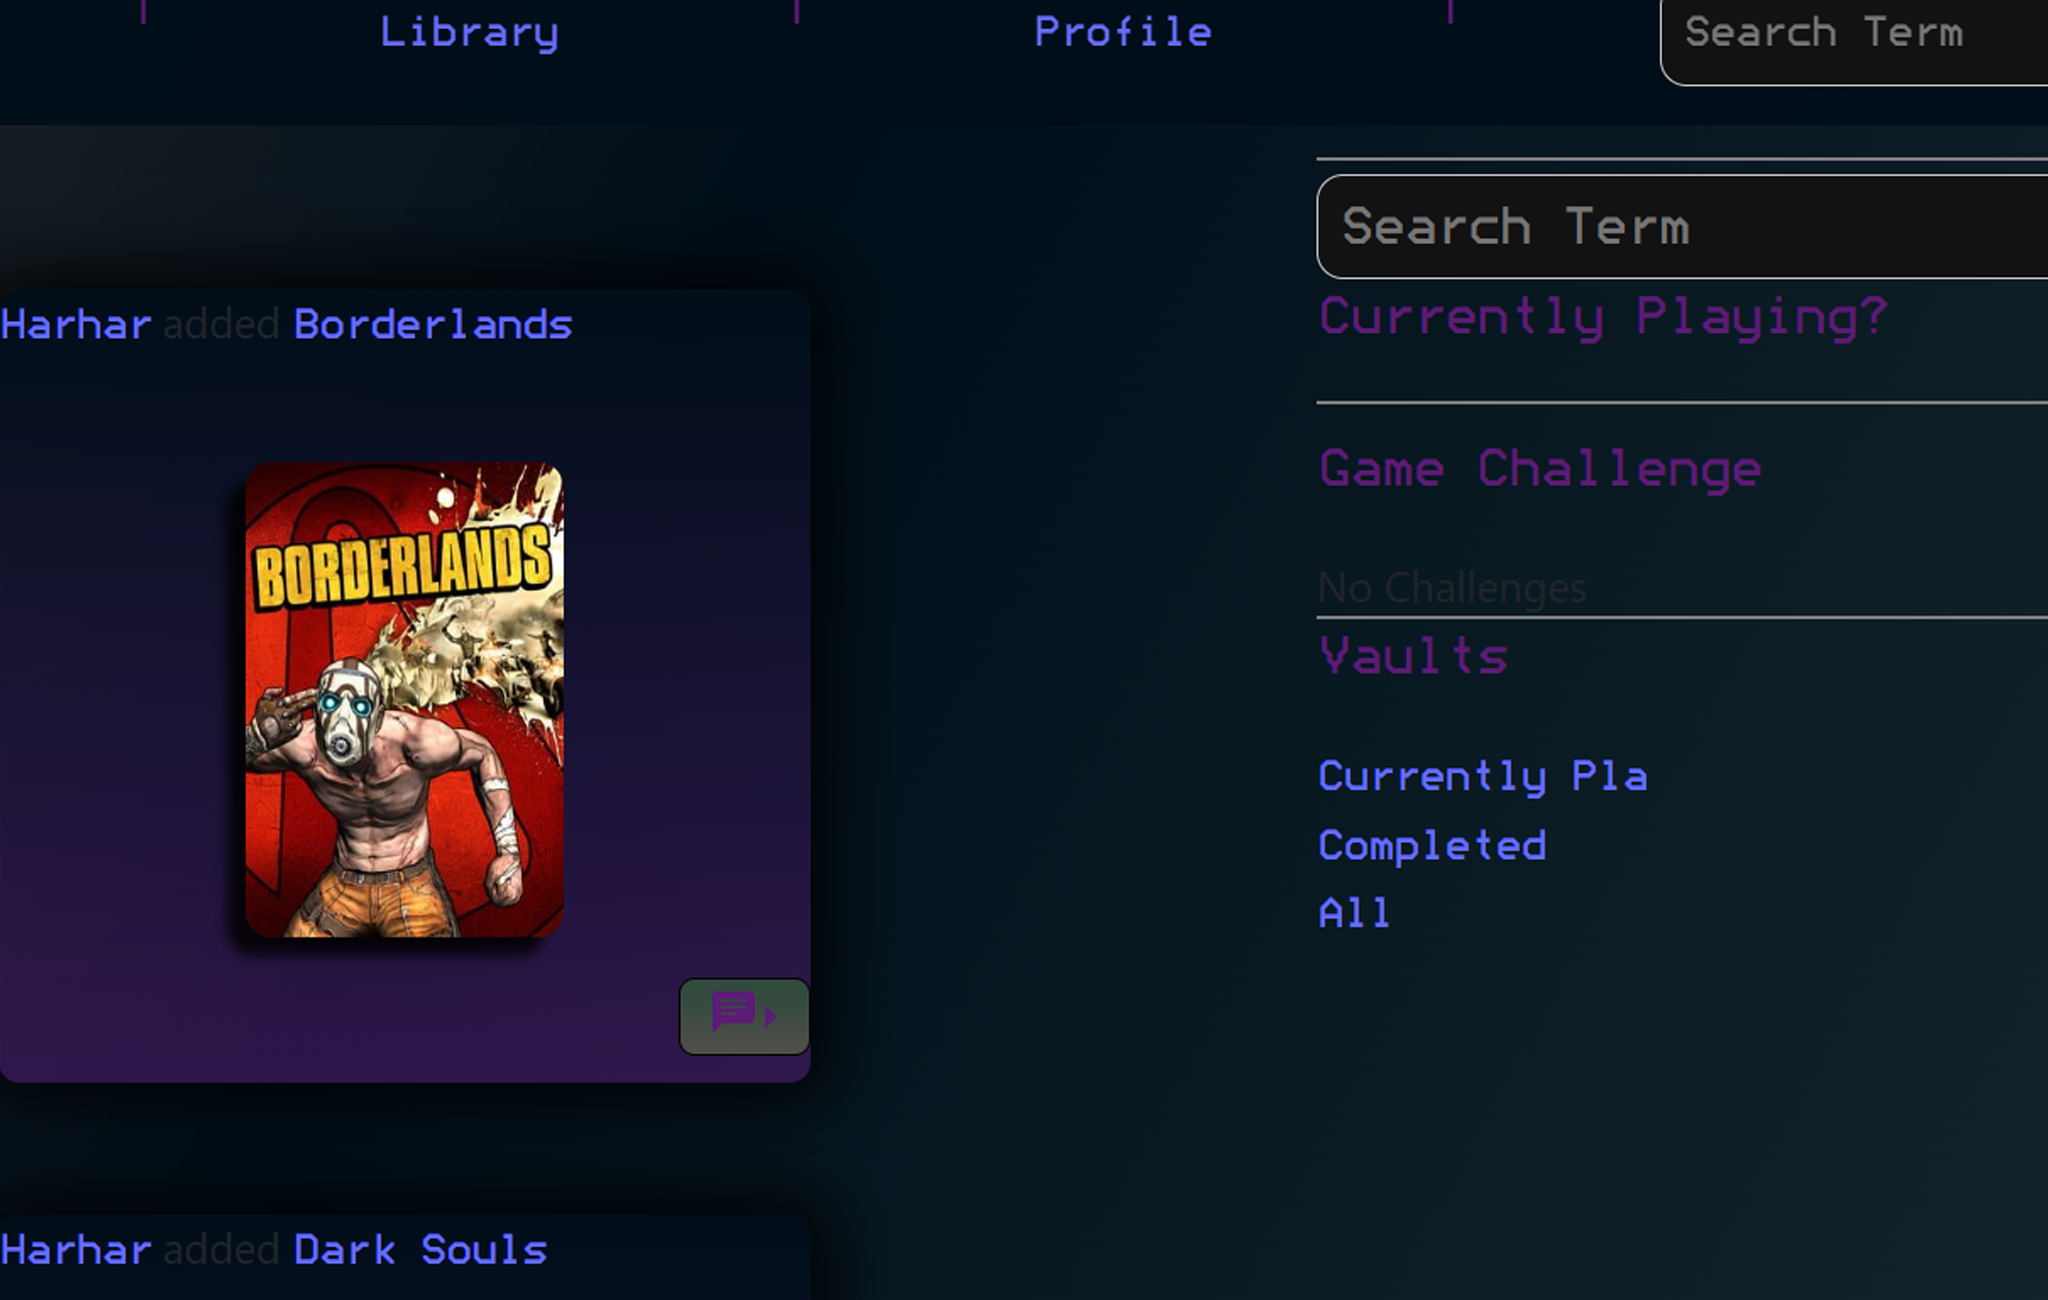 Library
Profile
Search Term
Search Term
Currently Playing?
Game Challenge
No Challenges
Vaults
Currently Pla
Completed
All
Harhar added Borderlands
BORDERLANDS
Harhar added Dark Souls